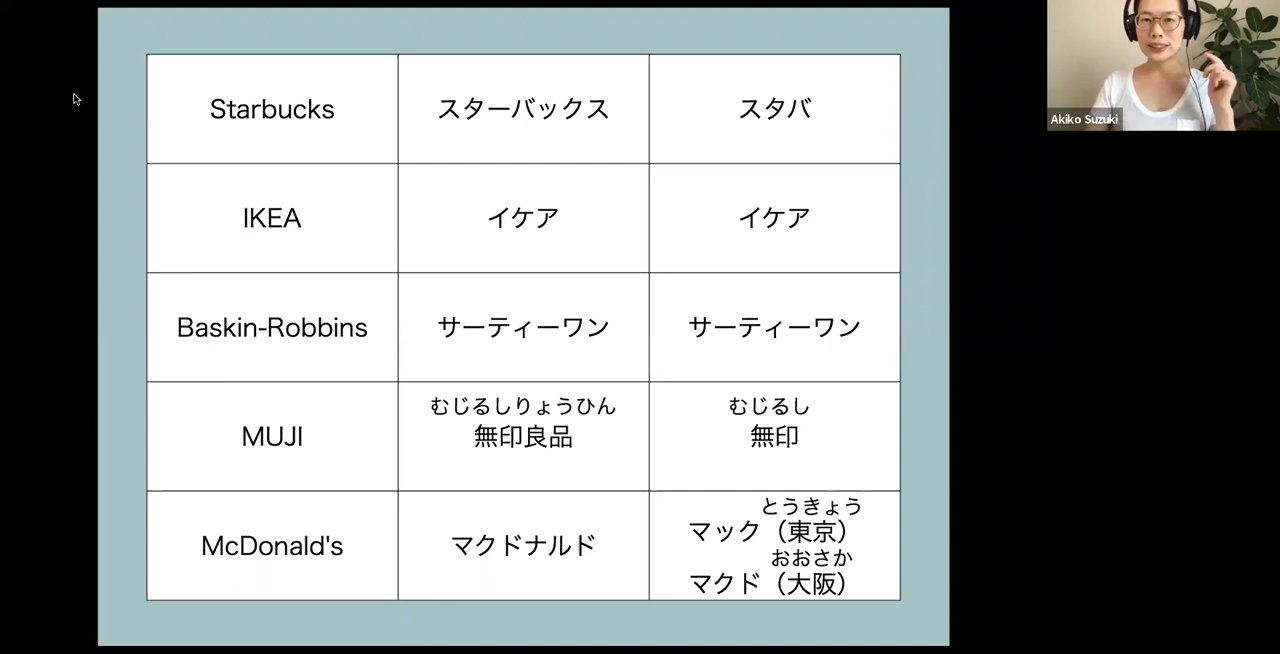 Starbucks
スターバックス
スタバ
IKEA
イケア
イケア
Baskin-Robbins
サーティーワン
サーティーワン
MUJI
むじるしりょうひん
無印良品
むじるし
無印
McDonald's
マクドナルド
とうきょう
マック（東京）
おおさか
マクド（大阪）
Akiko Suzuki